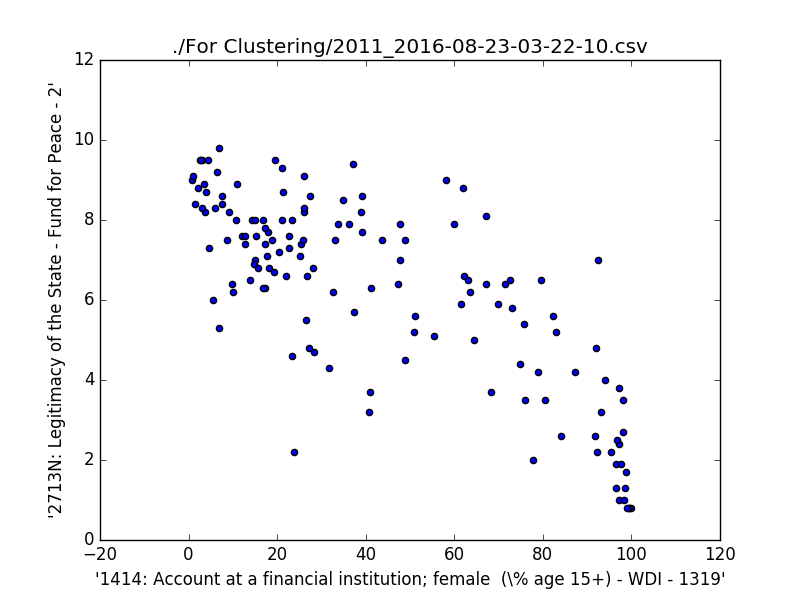 ./For Clustering/2011_2016-08-23-03-22-10.csv
12
10
8
6
4
2
0
'2713N: Legitimacy of the State - Fund for Peace - 2'
−20 0 20 40 60 80 100 120
'1414: Account at a financial institution; female  (\% age 15+) - WDI - 1319'